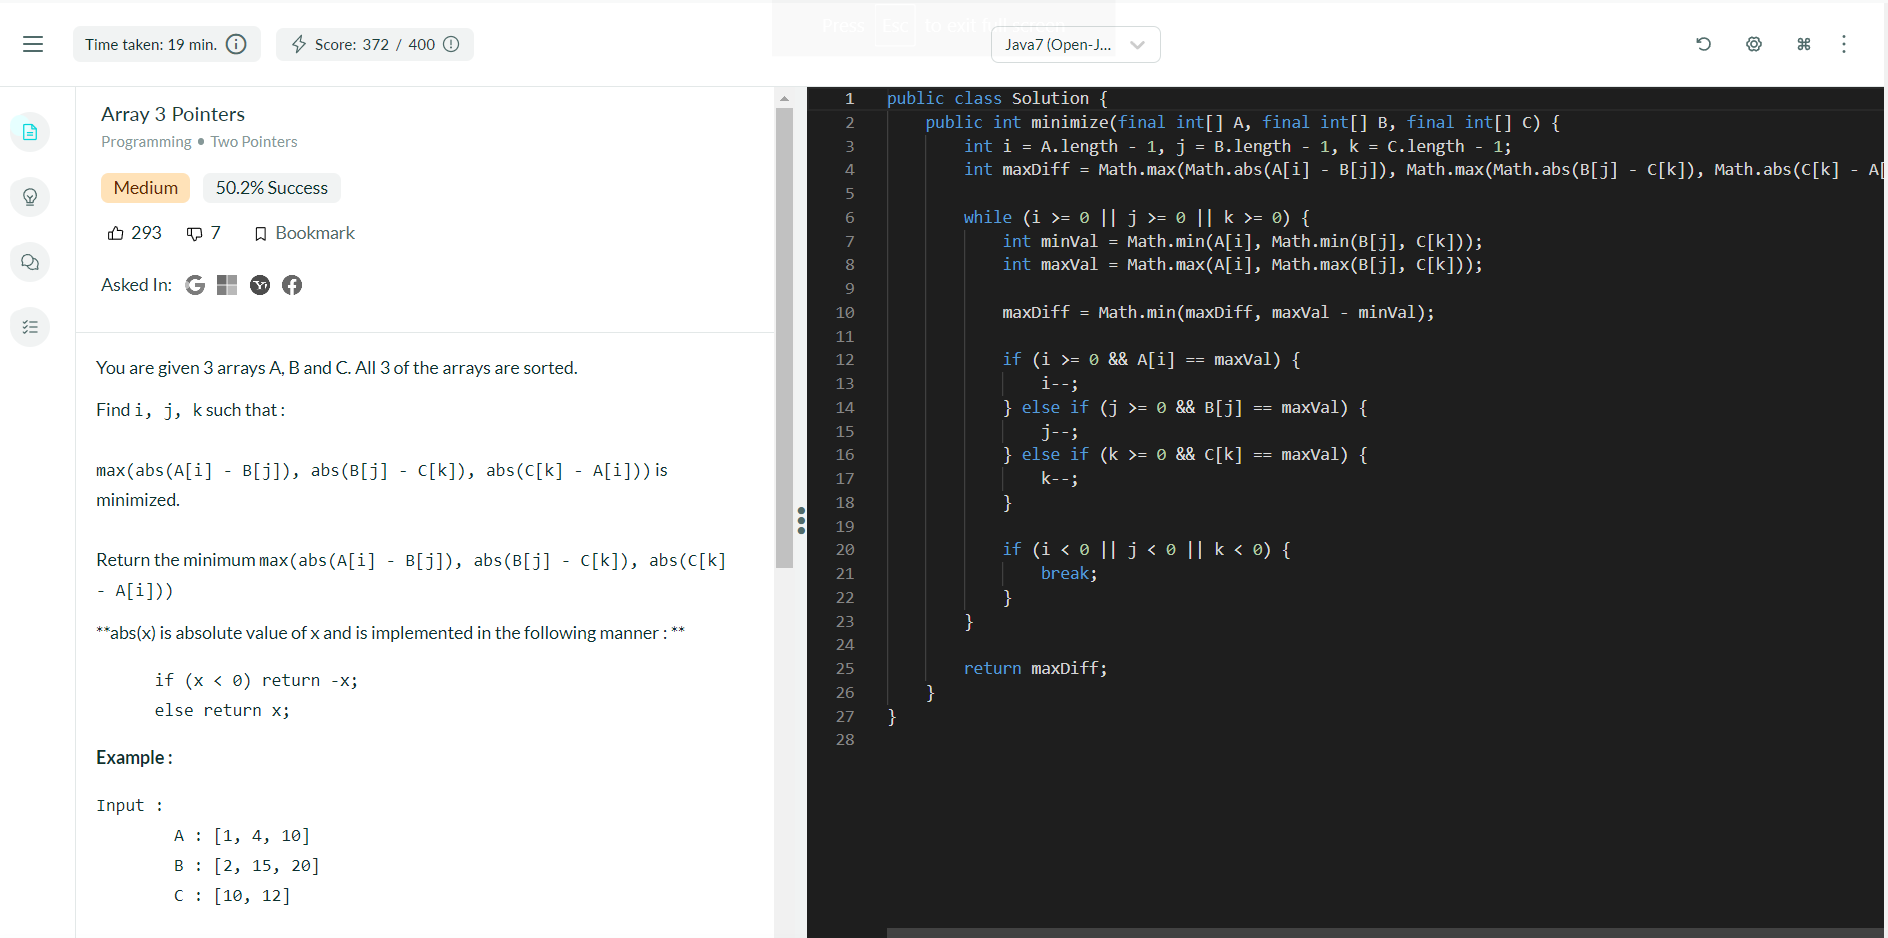 Press Esc to exit full screen
Time taken: 19 min.
Score: 372 / 400
Java7 (Open-J...
Array 3 Pointers
Programming • Two Pointers
Medium
50.2% Success
293
7
Bookmark
Asked In:
You are given 3 arrays A, B and C. All 3 of the arrays are sorted.
Find i, j, k such that :
max(abs(A[i] - B[j]), abs(B[j] - C[k]), abs(C[k] - A[i])) is
minimized.
Return the minimum max(abs(A[i] - B[j]), abs(B[j] - C[k]), abs(C[k]
- A[i]))
**abs(x) is absolute value of x and is implemented in the following manner : **
if (x < 0) return -x;
else return x;
Example :
Input :
A : [1, 4, 10]
B : [2, 15, 20]
C : [10, 12]
1 public class Solution {
2 public int minimize(final int[] A, final int[] B, final int[] C) {
3 int i = A.length - 1, j = B.length - 1, k = C.length - 1;
4 int maxDiff = Math.max(Math.abs(A[i] - B[j]), Math.max(Math.abs(B[j] - C[k]), Math.abs(C[k] - A[
5
6 while (i >= 0 || j >= 0 || k >= 0) {
7 int minVal = Math.min(A[i], Math.min(B[j], C[k]));
8 int maxVal = Math.max(A[i], Math.max(B[j], C[k]));
9
10 maxDiff = Math.min(maxDiff, maxVal - minVal);
11
12 if (i >= 0 && A[i] == maxVal) {
13 i--;
14 } else if (j >= 0 && B[j] == maxVal) {
15 j--;
16 } else if (k >= 0 && C[k] == maxVal) {
17 k--;
18 }
19
20 if (i < 0 || j < 0 || k < 0) {
21 break;
22 }
23 }
24
25 return maxDiff;
26 }
27 }
28